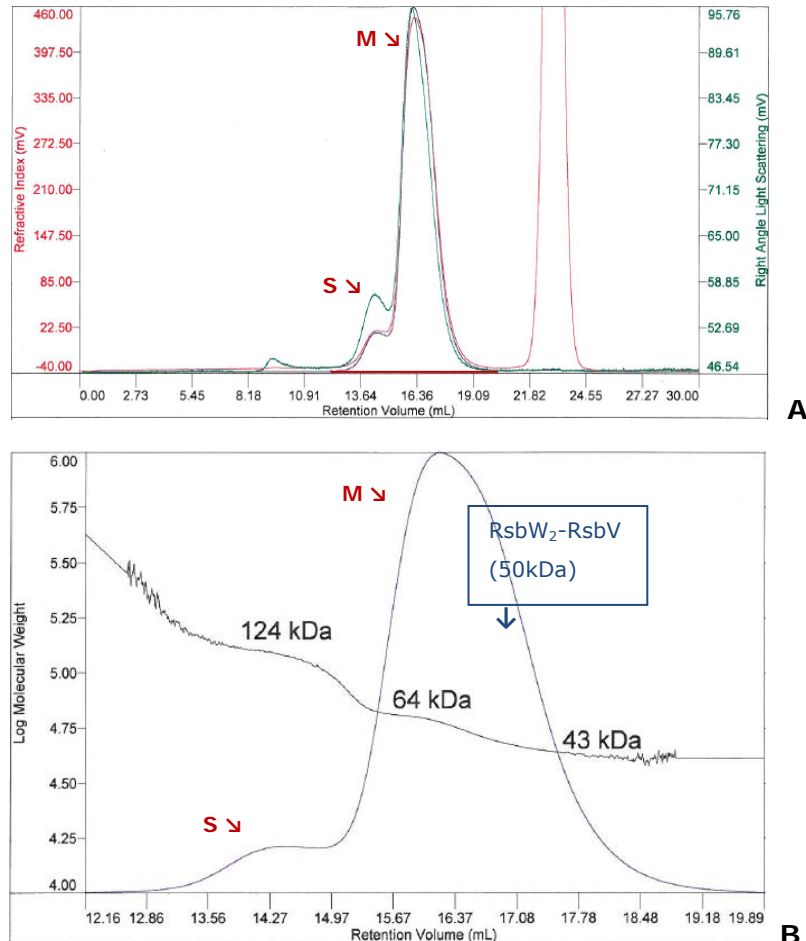 460.00
397.50
335.00
272.50
210.00
147.50
85.00
22.50
-40.00
Refractive Index (mV)
M ↘
S ↘
95.76
89.61
83.45
77.30
71.15
65.00
58.85
52.69
46.54
Right Angle Light Scattering (mV)
0.00 2.73 5.45 8.18 10.91 13.64 16.36 19.09 21.82 24.55 27.27 30.00
Retention Volume (mL)
A
6.00
5.75
5.50
5.25
5.00
4.75
4.50
4.25
4.00
Log Molecular Weight
M ↘
RsbW₂-RsbV
(50kDa)
↓
124 kDa
64 kDa
43 kDa
S ↘
12.16 12.86 13.56 14.27 14.97 15.67 16.37 17.08 17.78 18.48 19.18 19.89
Retention Volume (mL)
B